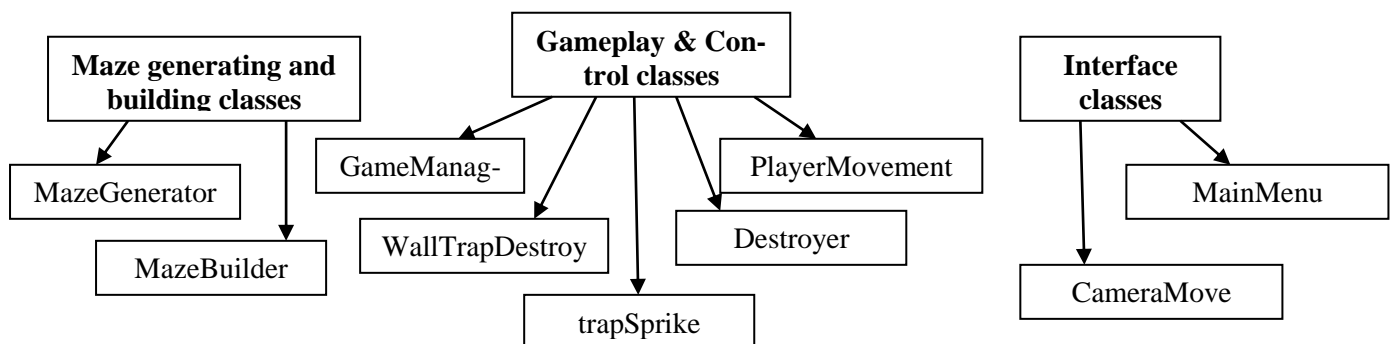 Maze generating and
building classes
MazeGenerator
MazeBuilder
Gameplay & Con-
trol classes
GameManag-
WallTrapDestroy
trapSprike
Destroyer
PlayerMovement
Interface
classes
MainMenu
CameraMove